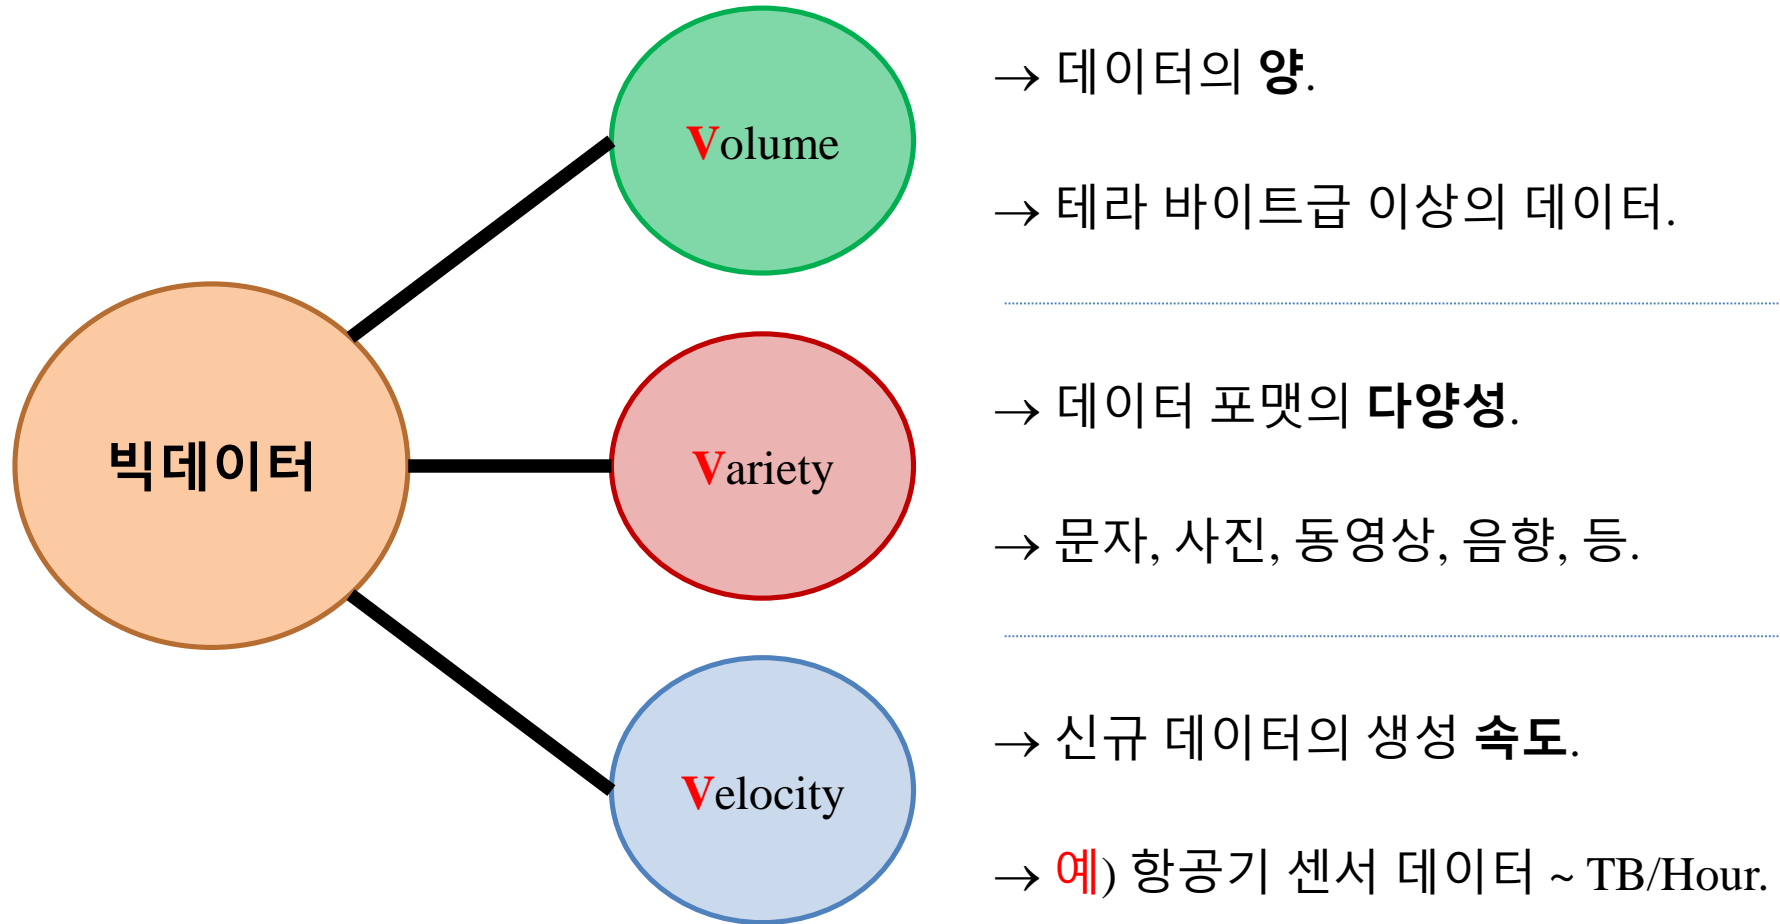 Volume
→ 데이터의 양.
→ 테라 바이트급 이상의 데이터.
빅데이터
Variety
→ 데이터 포맷의 다양성.
→ 문자, 사진, 동영상, 음향, 등.
Velocity
→ 신규 데이터의 생성 속도.
→ 예) 항공기 센서 데이터 ~ TB/Hour.